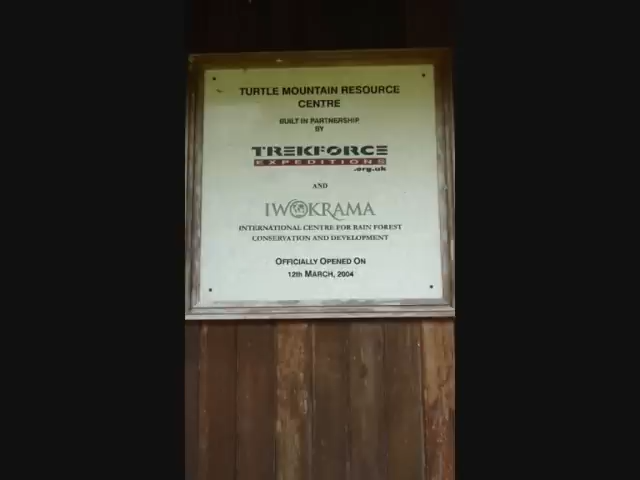 TURTLE MOUNTAIN RESOURCE
CENTRE
BUILT IN PARTNERSHIP
BY
TREKFORCE
EXPEDITIONS
.org.uk
AND
IWOKRAMA
INTERNATIONAL CENTRE FOR RAIN FOREST
CONSERVATION AND DEVELOPMENT
OFFICIALLY OPENED ON
12th MARCH, 2004